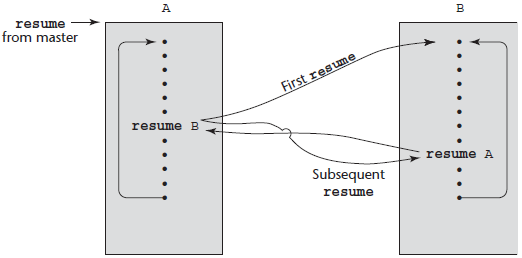 A
B
resume
from master
First resume
resume B
resume A
Subsequent
resume